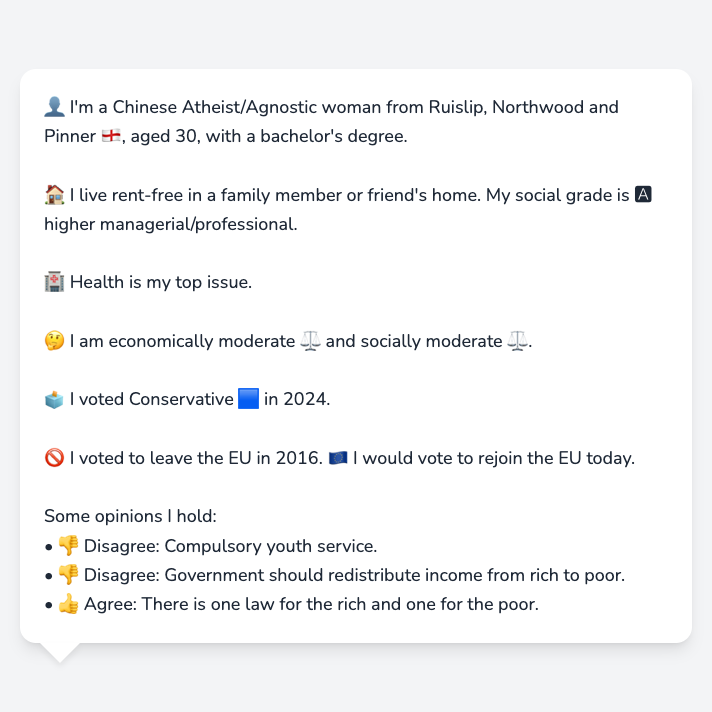 👤 I'm a Chinese Atheist/Agnostic woman from Ruislip, Northwood and
Pinner 🏴󠁧󠁢󠁥󠁮󠁧󠁿, aged 30, with a bachelor's degree.
🏠 I live rent-free in a family member or friend's home. My social grade is 🅰
higher managerial/professional.
🏥 Health is my top issue.
🤔 I am economically moderate ⚖️ and socially moderate ⚖️.
🗳️ I voted Conservative 🟦 in 2024.
🚫 I voted to leave the EU in 2016. 🇪🇺 I would vote to rejoin the EU today.
Some opinions I hold:
• 👎 Disagree: Compulsory youth service.
• 👎 Disagree: Government should redistribute income from rich to poor.
• 👍 Agree: There is one law for the rich and one for the poor.